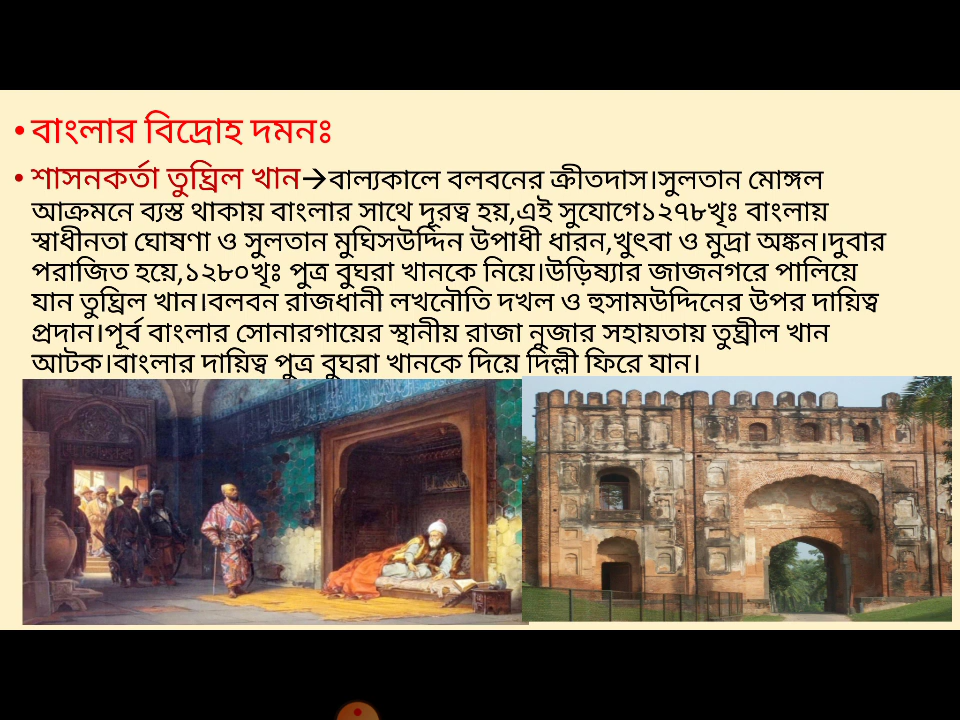 • বাংলার বিদ্রোহ দমনঃ
• শাসনকর্তা তুঘ্রিল খান→বাল্যকালে বলবনের ক্রীতদাস।সুলতান মোঙ্গল
আক্রমনে ব্যস্ত থাকায় বাংলার সাথে দূরত্ব হয়,এই সুযোগে১২৭৮খৃঃ বাংলায়
স্বাধীনতা ঘোষণা ও সুলতান মুঘিসউদ্দিন উপাধী ধারন,খুৎবা ও মুদ্রা অঙ্কন।দুবার
পরাজিত হয়ে,১২৮০খৃঃ পুত্র বুঘরা খানকে নিয়ে।উড়িষ্যার জাজনগরে পালিয়ে
যান তুঘ্রিল খান।বলবন রাজধানী লখনৌতি দখল ও হুসামউদ্দিনের উপর দায়িত্ব
প্রদান।পূর্ব বাংলার সোনারগায়ের স্থানীয় রাজা নুজার সহায়তায় তুঘ্রীল খান
আটক।বাংলার দায়িত্ব পুত্র বুঘরা খানকে দিয়ে দিল্লী ফিরে যান।